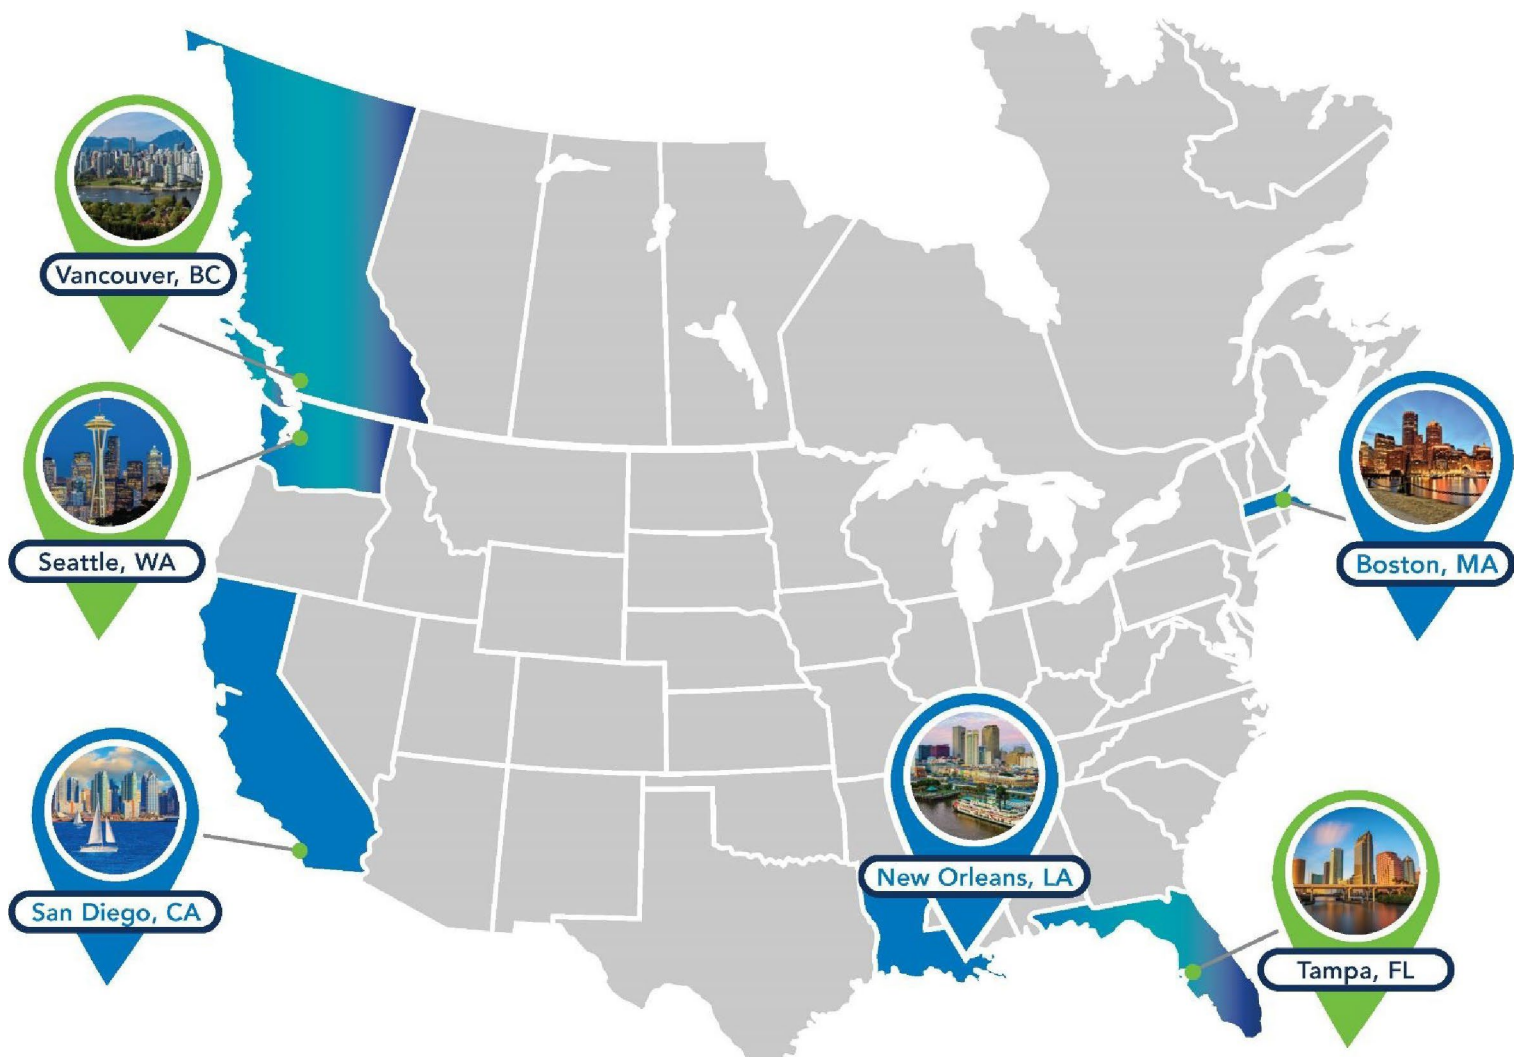 Vancouver, BC
Seattle, WA
Boston, MA
San Diego, CA
New Orleans, LA
Tampa, FL